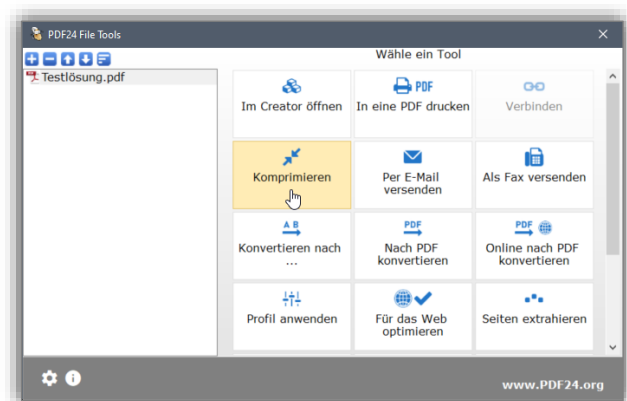 PDF24 File Tools
Wähle ein Tool
Testlösung.pdf
Im Creator öffnen
PDF
In eine PDF drucken
Verbinden
Komprimieren
Per E-Mail
versenden
Als Fax versenden
A B
Konvertieren nach
...
PDF
Nach PDF
konvertieren
PDF
Online nach PDF
konvertieren
Profil anwenden
Für das Web
optimieren
Seiten extrahieren
www.PDF24.org